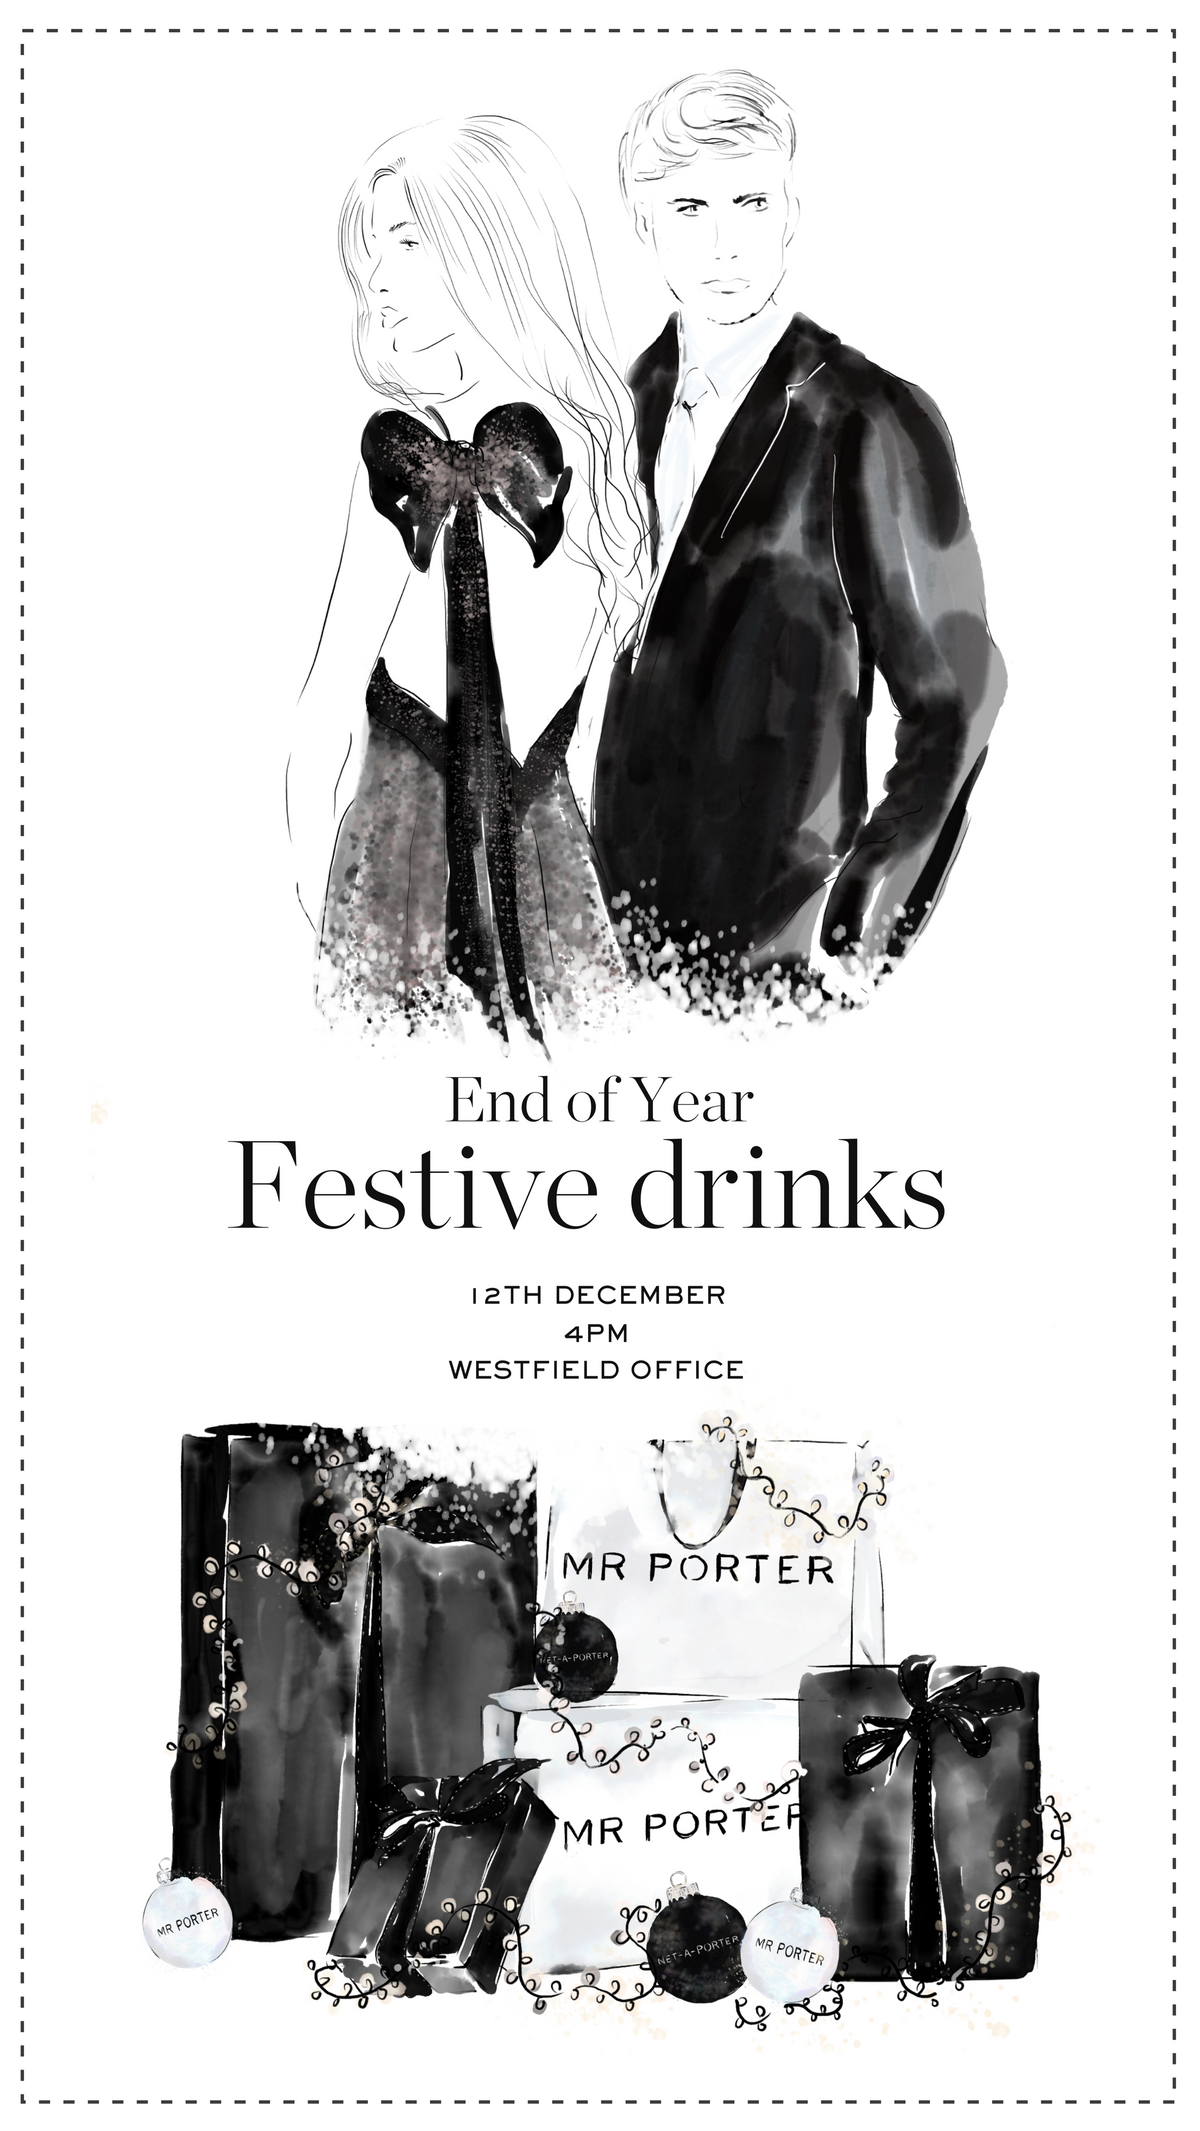 End of Year
Festive drinks
12TH DECEMBER
4PM
WESTFIELD OFFICE
MR PORTER
NET-A-PORTER
MR PORTER
MR PORTER
NET-A-PORTER
MR PORTER